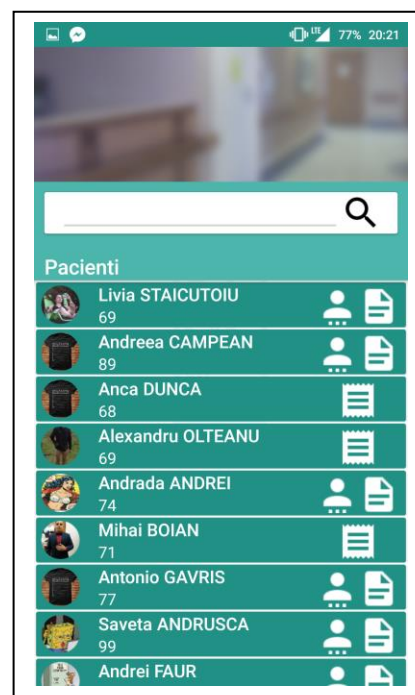 LTE 77% 20:21
Pacienti
Livia STAICUTOIU
69
Andreea CAMPEAN
89
Anca DUNCA
68
Alexandru OLTEANU
69
Andrada ANDREI
74
Mihai BOIAN
71
Antonio GAVRIS
77
Saveta ANDRUSCA
99
Andrei FAUR